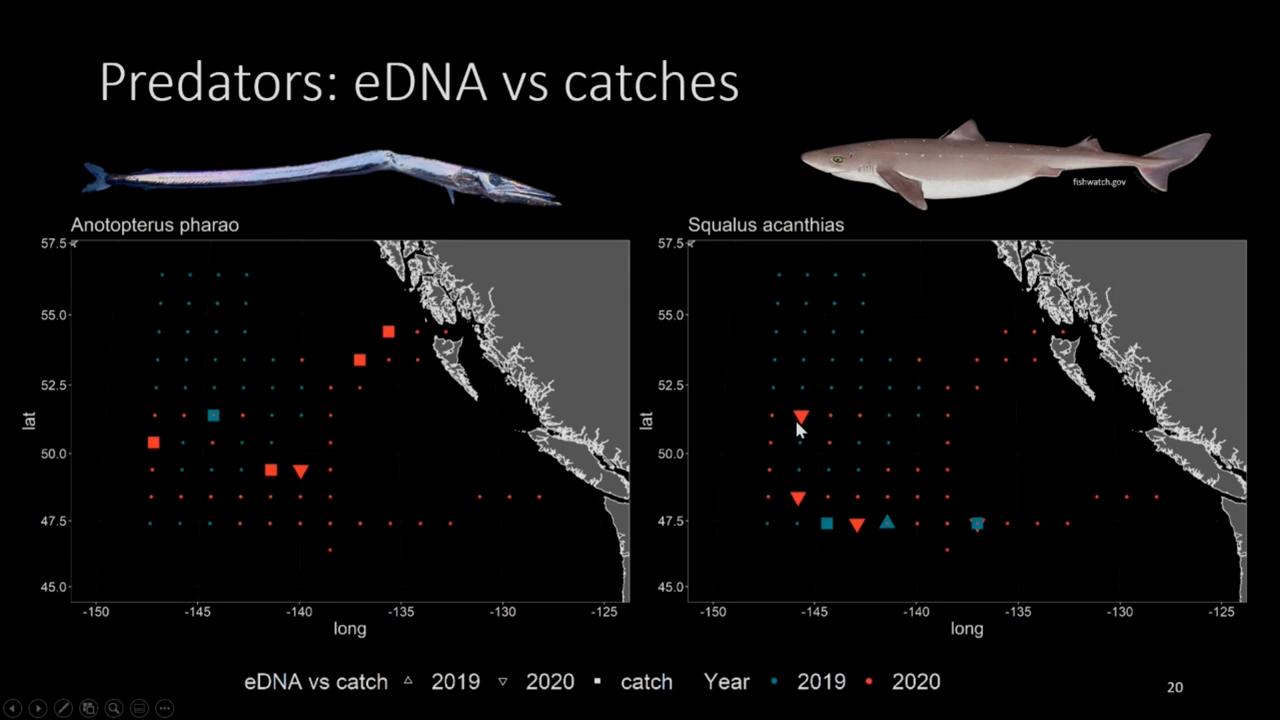 Predators: eDNA vs catches
fishwatch.gov
Anotopterus pharao
57.5
55.0
52.5
50.0
47.5
45.0
lat
-150 -145 -140 -135 -130 -125
long
Squalus acanthias
57.5
55.0
52.5
50.0
47.5
45.0
lat
-150 -145 -140 -135 -130 -125
long
eDNA vs catch 2019 2020 catch Year 2019 2020
20